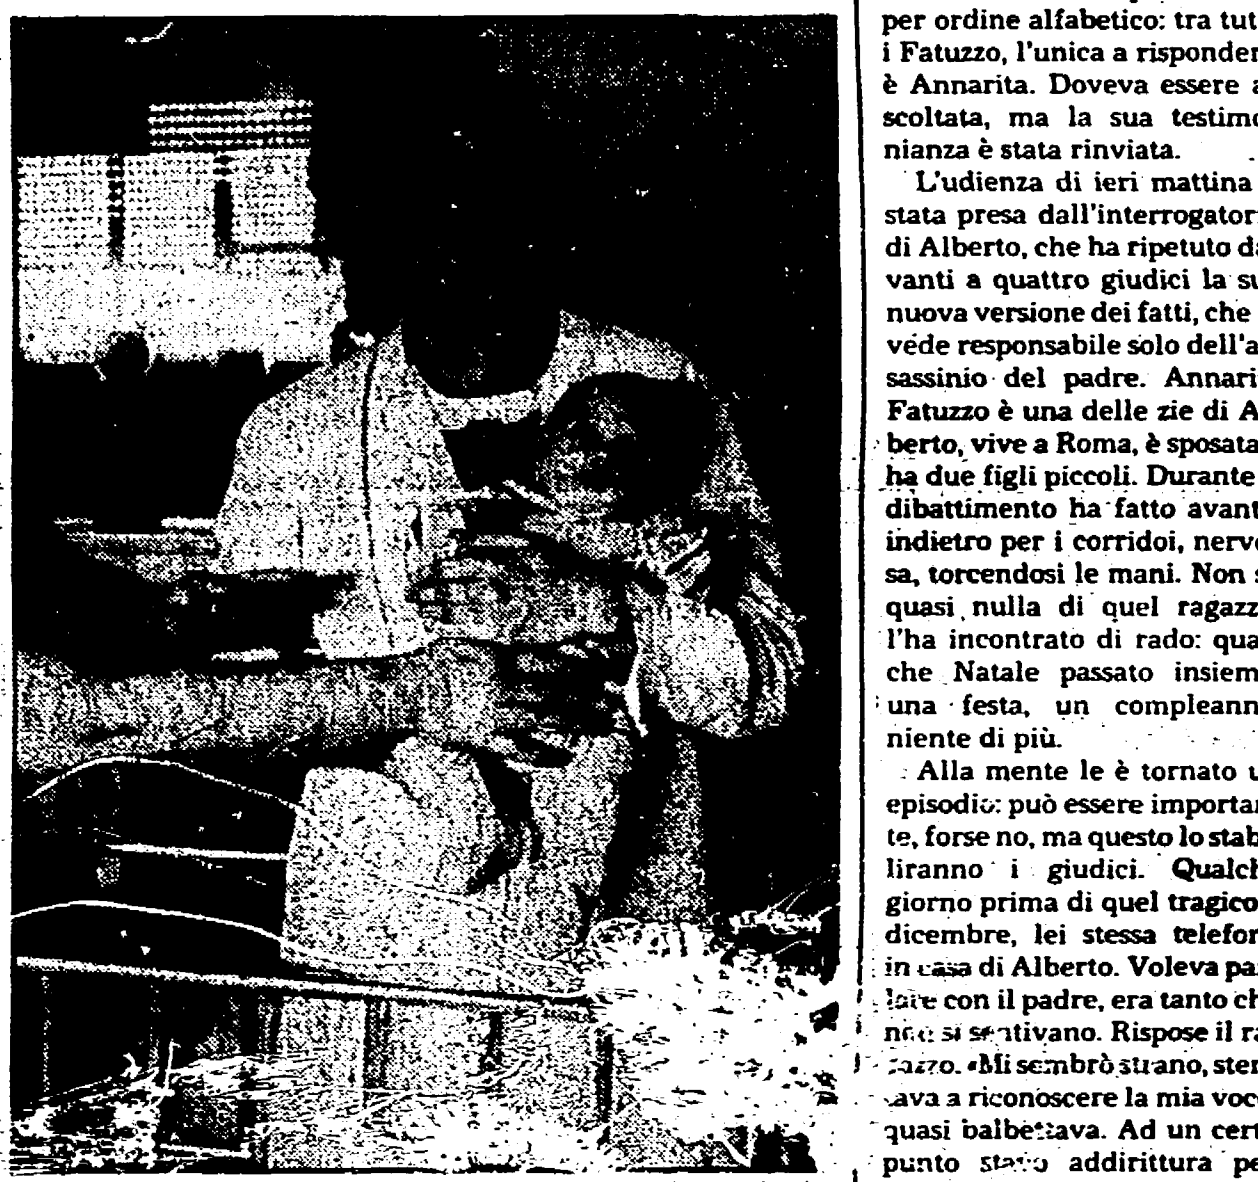 per ordine alfabetico: tra tut
i Fatuzzo, l'unica a risponder
è Annarita. Doveva essere a
scoltata, ma la sua testimo
nianza è stata rinviata.
L'udienza di ieri mattina
stata presa dall'interrogator
di Alberto, che ha ripetuto da
vanti a quattro giudici la su
nuova versione dei fatti, che
vede responsabile solo dell'a
sassinio del padre. Annari
Fatuzzo è una delle zie di A
berto, vive a Roma, è sposata
ha due figli piccoli. Durante
dibattimento ha fatto avant
indietro per i corridoi, nervo
sa, torcendosi le mani. Non s
quasi nulla di quel ragazz
l'ha incontrato di rado: qua
che Natale passato insiem
una festa, un compleann
niente di più.
Alla mente le è tornato u
episodio: può essere importan
te, forse no, ma questo lo stab
liranno i giudici. Qualch
giorno prima di quel tragico
dicembre, lei stessa telefon
in casa di Alberto. Voleva pa
lare con il padre, era tanto ch
non si sentivano. Rispose il ra
gazzo. «Mi sembrò strano, sten
tava a riconoscere la mia voc
quasi balbettava. Ad un cert
punto stavo addirittura pe